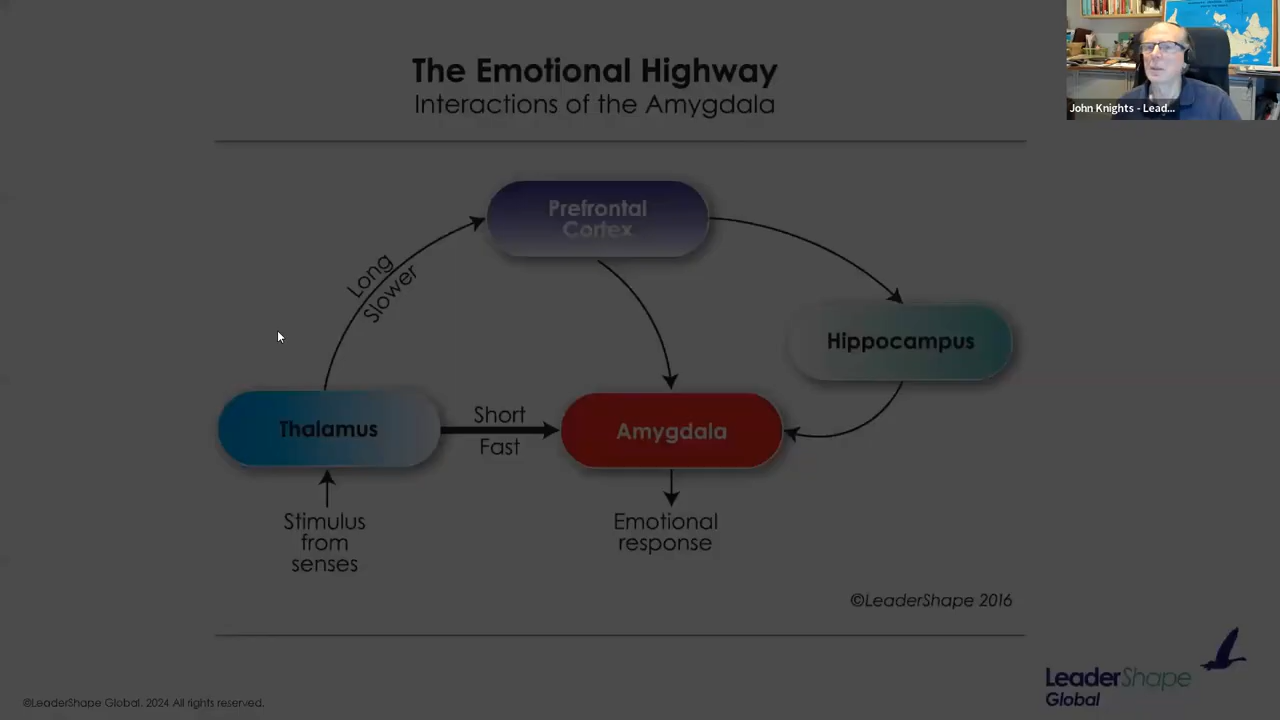 The Emotional Highway
Interactions of the Amygdala
John Knights - Lead...
Prefrontal
Cortex
Long
Slower
Hippocampus
Thalamus
Short
Fast
Amygdala
Stimulus
from
senses
Emotional
response
©LeaderShape 2016
LeaderShape
Global
©LeaderShape Global. 2024 All rights reserved.